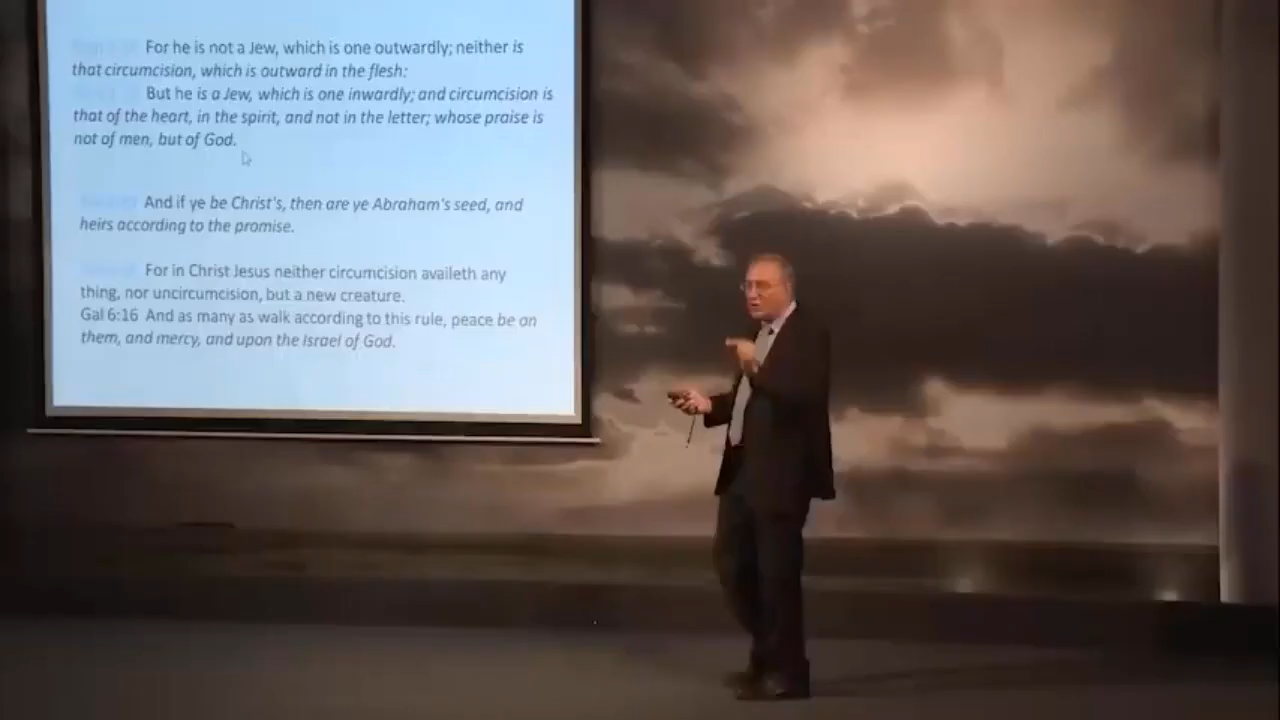 For he is not a Jew, which is one outwardly; neither is
that circumcision, which is outward in the flesh:
But he is a Jew, which is one inwardly; and circumcision is
that of the heart, in the spirit, and not in the letter; whose praise is
not of men, but of God.
And if ye be Christ's, then are ye Abraham's seed, and
heirs according to the promise.
For in Christ Jesus neither circumcision availeth any
thing, nor uncircumcision, but a new creature.
Gal 6:16 And as many as walk according to this rule, peace be on
them, and mercy, and upon the Israel of God.